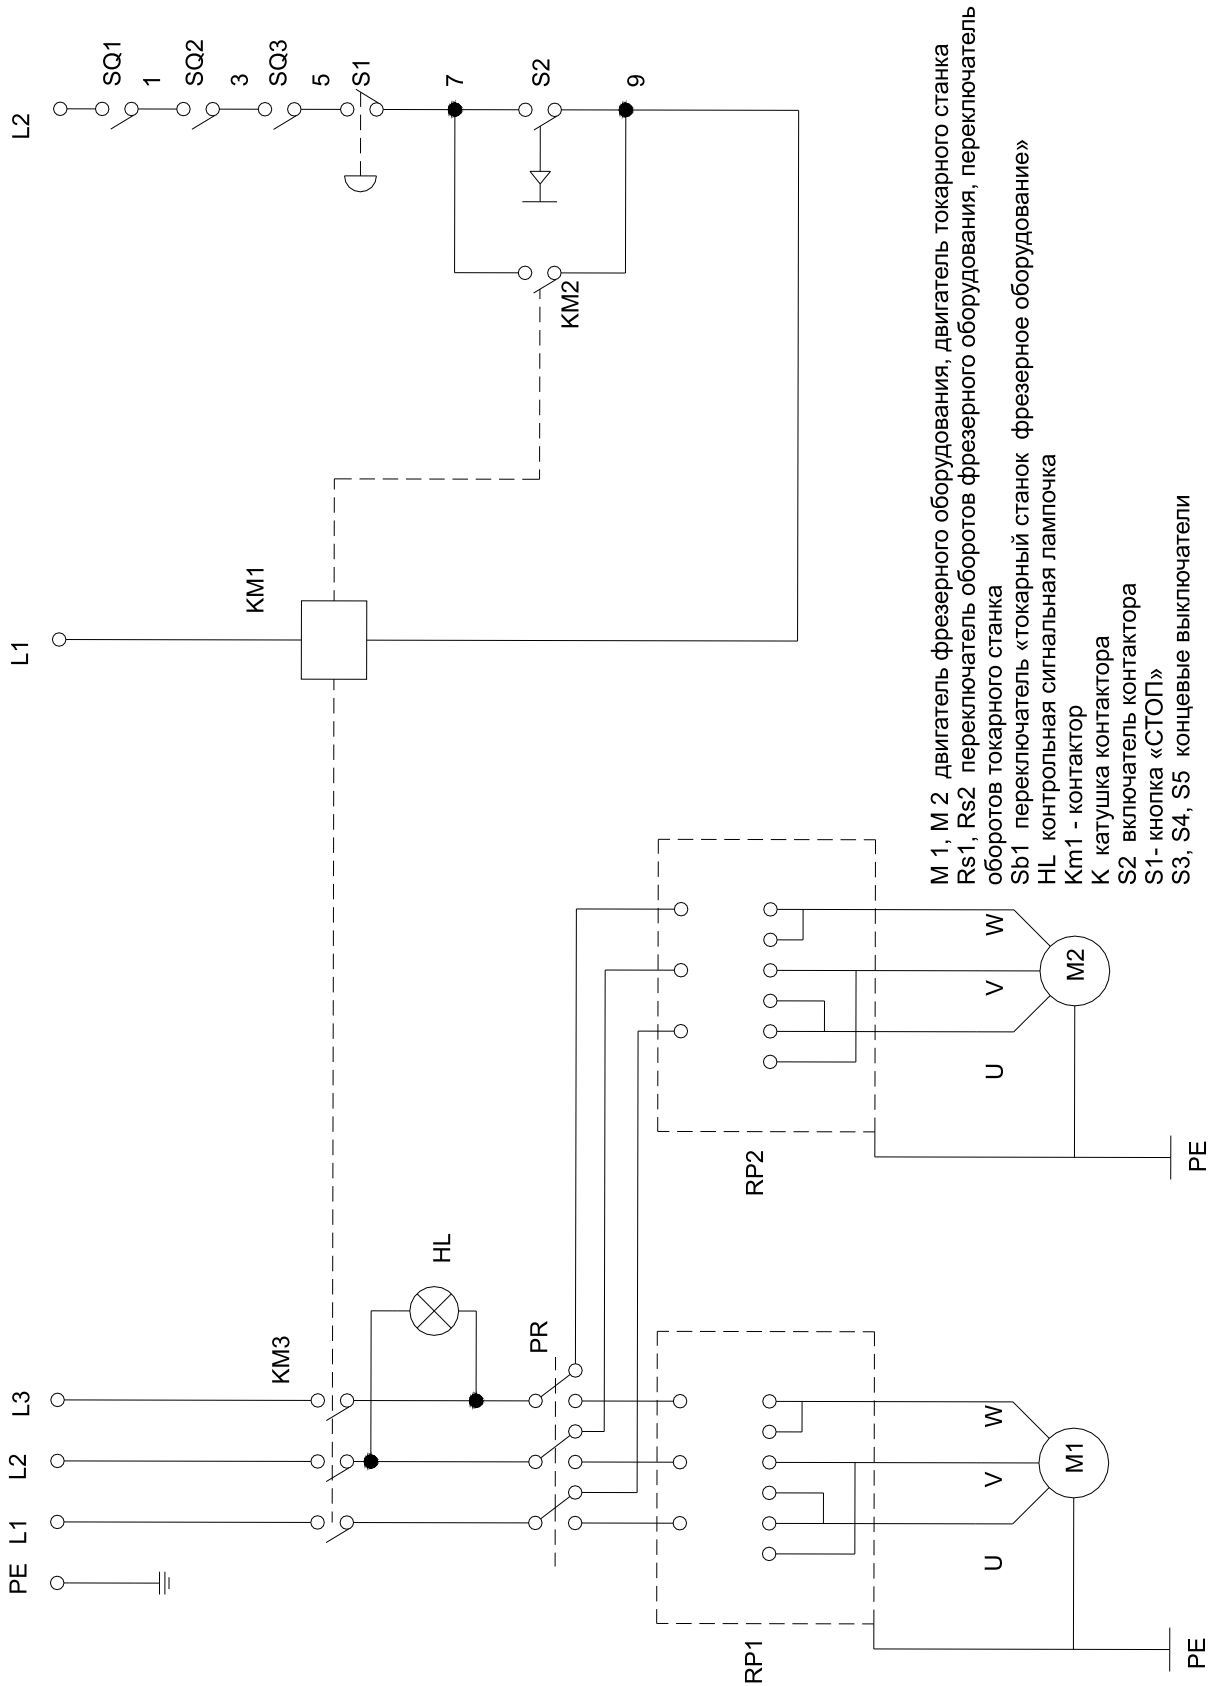 PE
L1
L2
L3
KM3
HL
PR
RP1
U
V
W
M1
PE
RP2
U
V
W
M2
PE
L1
KM1
KM2
L2
SQ1
1
SQ2
3
SQ3
5
S1
7
S2
9
M 1, M 2 двигатель фрезерного оборудования, двигатель токарного станка
Rs1, Rs2 переключатель оборотов фрезерного оборудования, переключатель
оборотов токарного станка
Sb1 переключатель «токарный станок фрезерное оборудование»
HL контрольная сигнальная лампочка
Km1 - контактор
K катушка контактора
S2 включатель контактора
S1- кнопка «СТОП»
S3, S4, S5 концевые выключатели